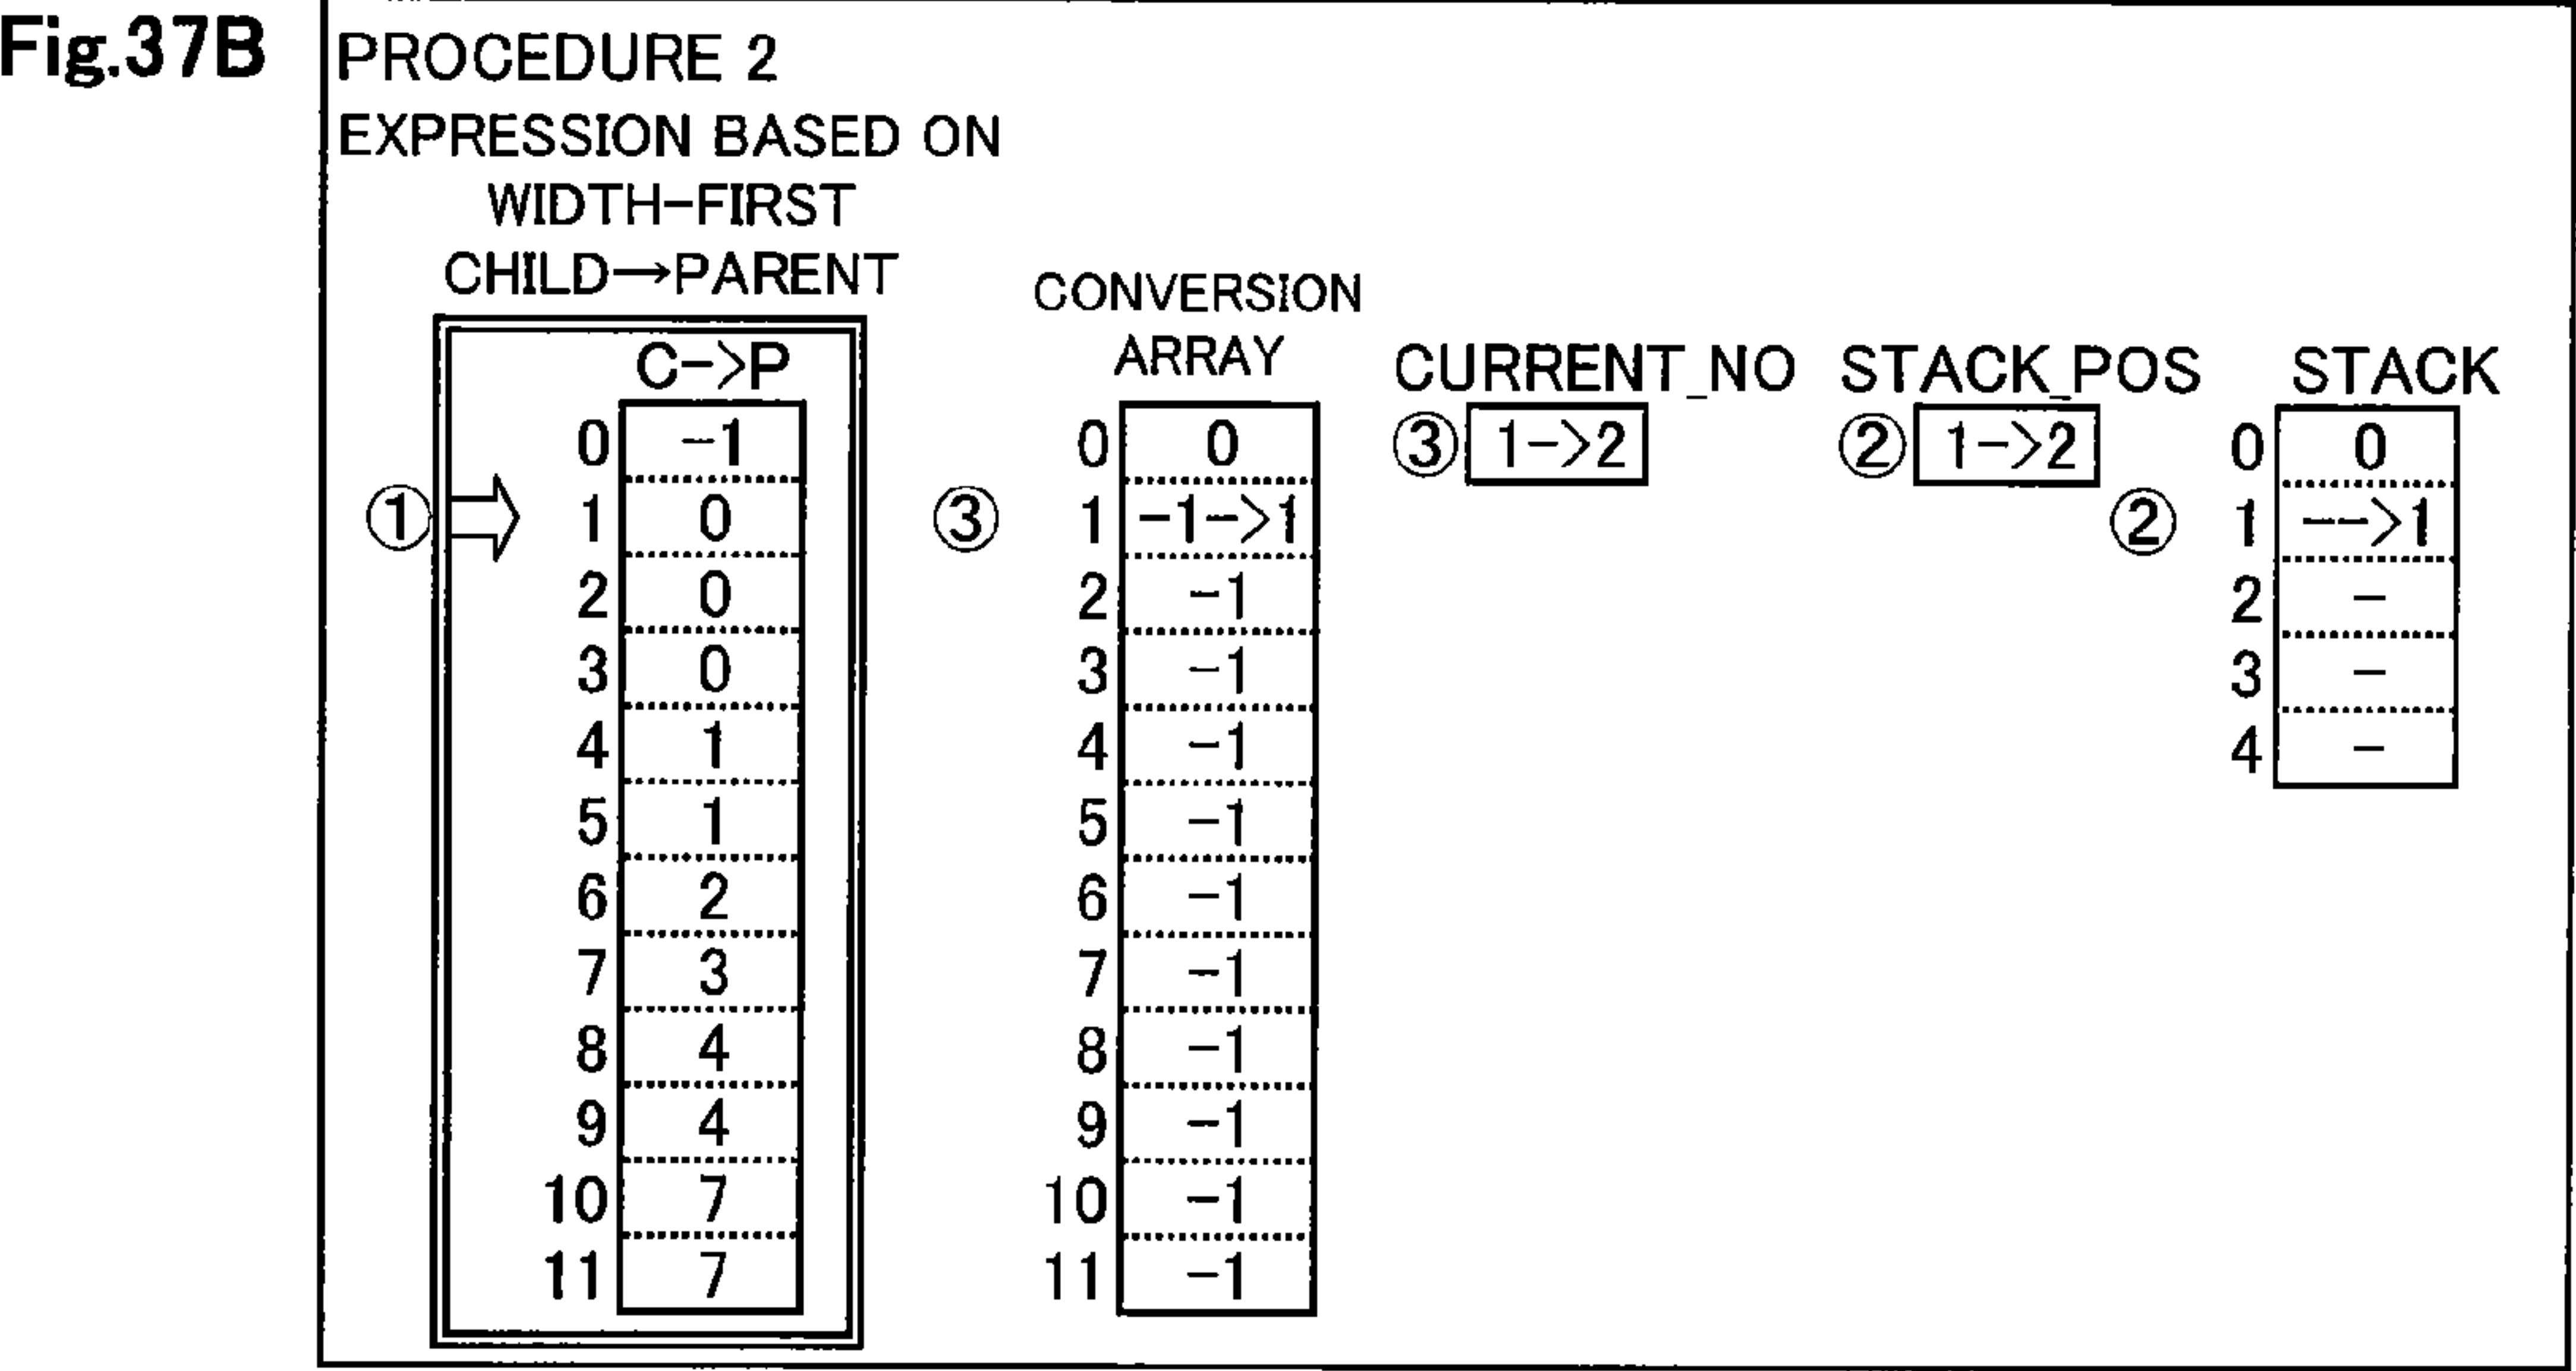 Fig.37B
PROCEDURE 2
EXPRESSION BASED ON
WIDTH-FIRST
CHILD→PARENT
C->P
0 -1
① 1 0
2 0
3 0
4 1
5 1
6 2
7 3
8 4
9 4
10 7
11 7
CONVERSION
ARRAY
0 0
③ 1 -1->1
2 -1
3 -1
4 -1
5 -1
6 -1
7 -1
8 -1
9 -1
10 -1
11 -1
CURRENT_NO
③ 1->2
STACK_POS
② 1->2
STACK
0 0
② 1 -->1
2 -
3 -
4 -